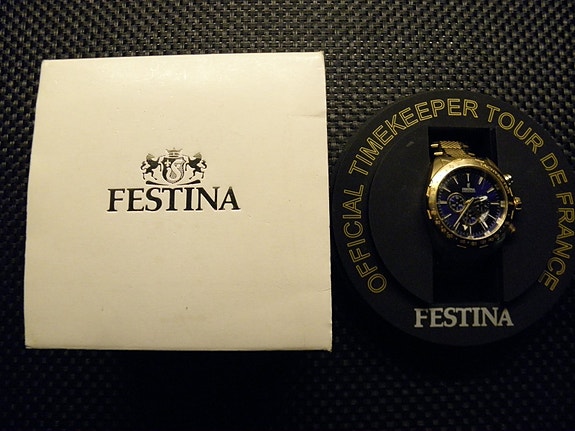 FESTINA
OFFICIAL TIMEKEEPER TOUR DE FRANCE
FESTINA